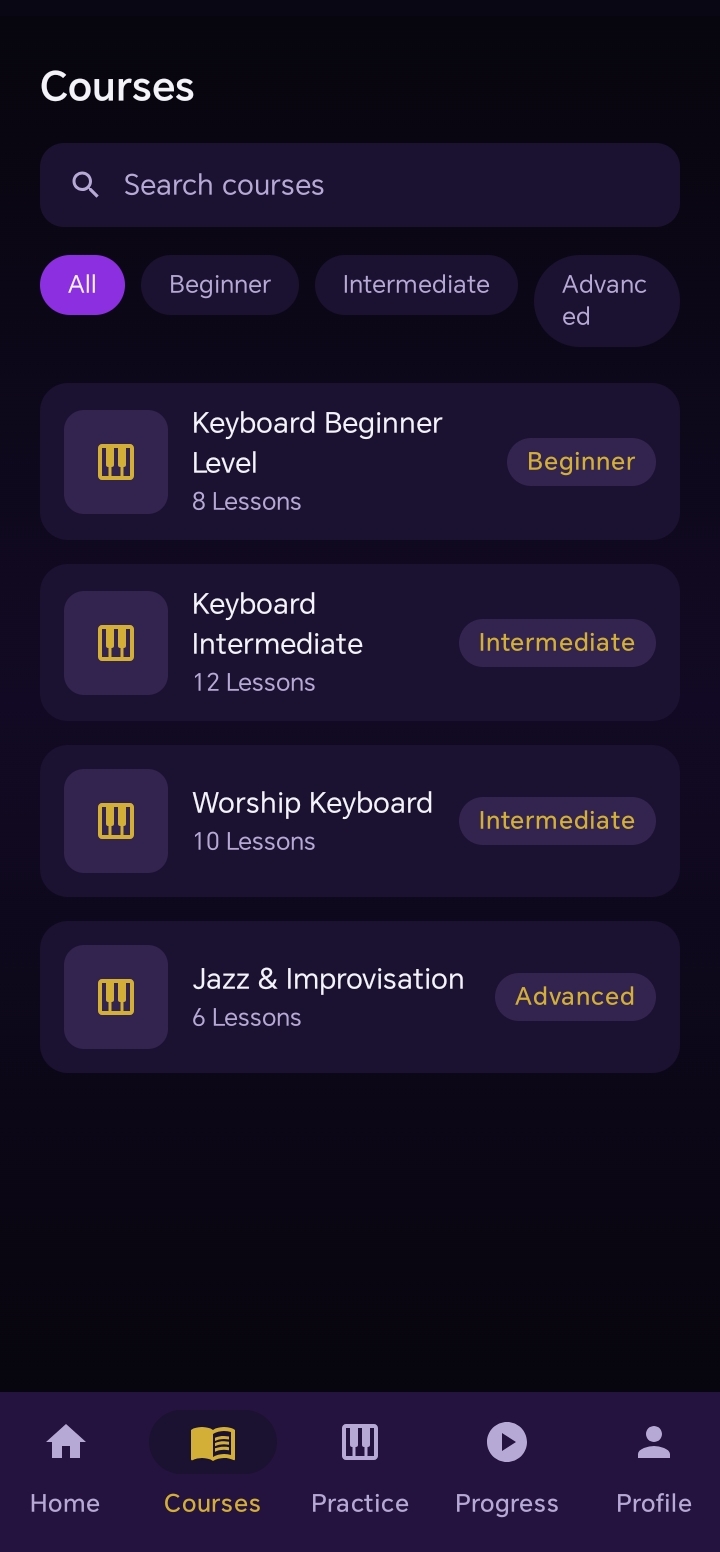 Courses
Search courses
All
Beginner
Intermediate
Advanc
ed
Keyboard Beginner
Level
8 Lessons
Beginner
Keyboard
Intermediate
12 Lessons
Intermediate
Worship Keyboard
10 Lessons
Intermediate
Jazz & Improvisation
6 Lessons
Advanced
Home
Courses
Practice
Progress
Profile